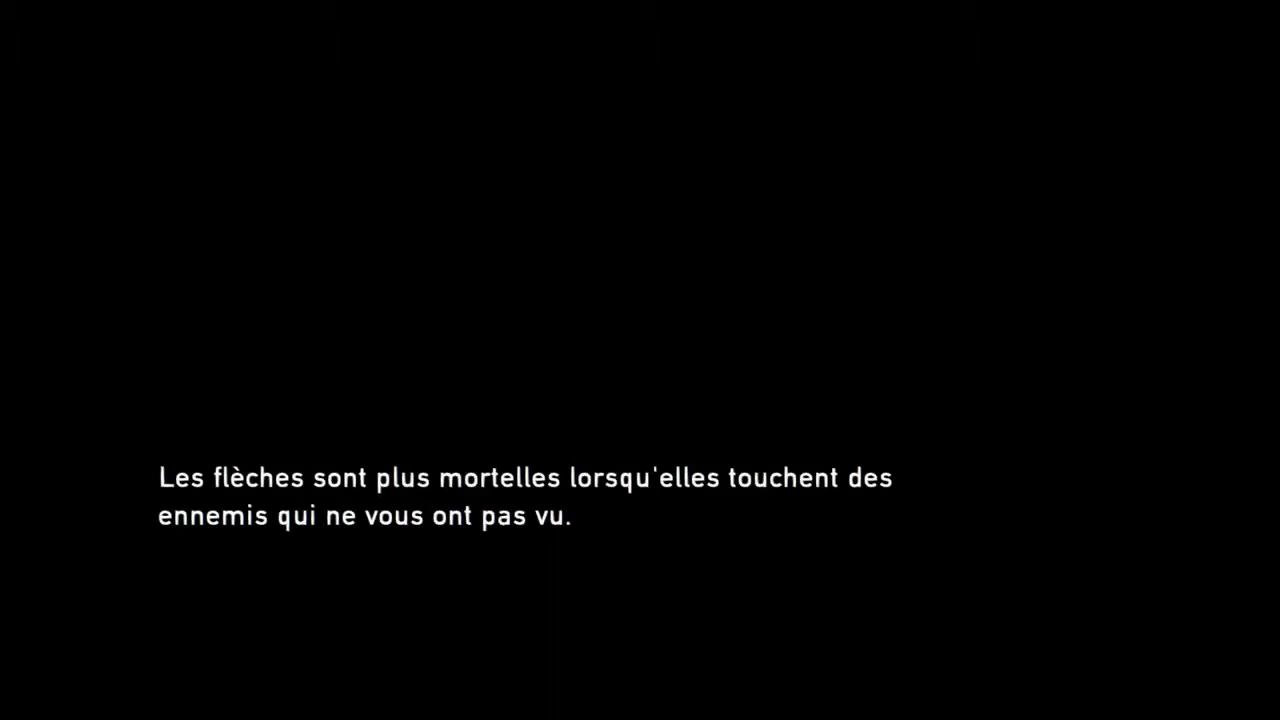 Les flèches sont plus mortelles lorsqu'elles touchent des
ennemis qui ne vous ont pas vu.